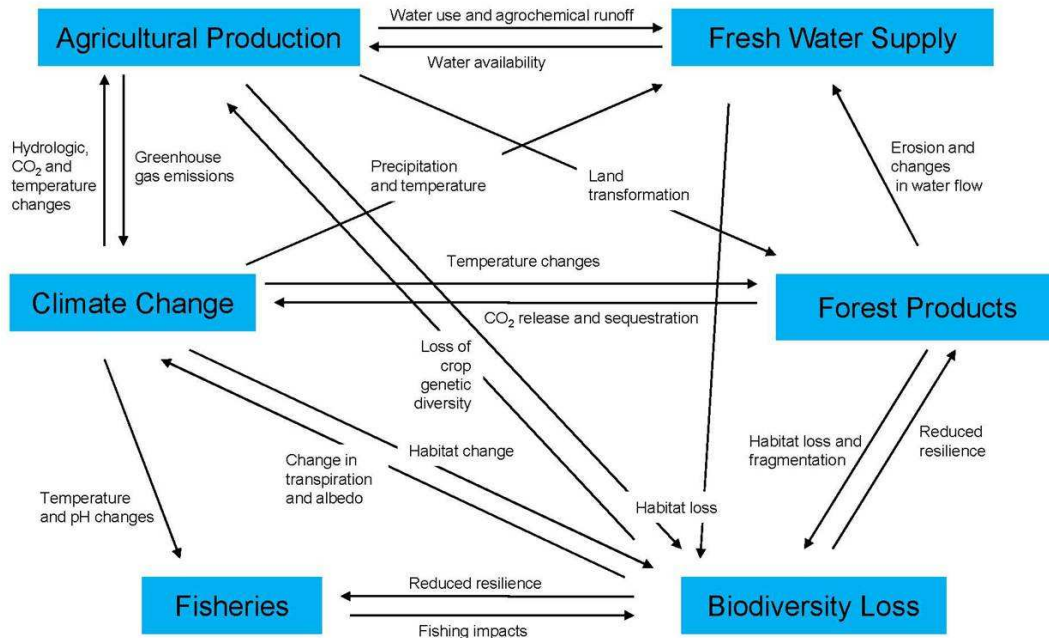 Water use and agrochemical runoff
Agricultural Production
Fresh Water Supply
Water availability
Hydrologic,
CO₂ and
temperature
changes
Greenhouse
gas emissions
Precipitation
and temperature
Land
transformation
Erosion and
changes
in water flow
Temperature changes
Climate Change
Forest Products
CO₂ release and sequestration
Loss of
crop
genetic
diversity
Habitat change
Change in
transpiration
and albedo
Habitat loss and
fragmentation
Reduced
resilience
Temperature
and pH changes
Habitat loss
Reduced resilience
Fisheries
Biodiversity Loss
Fishing impacts